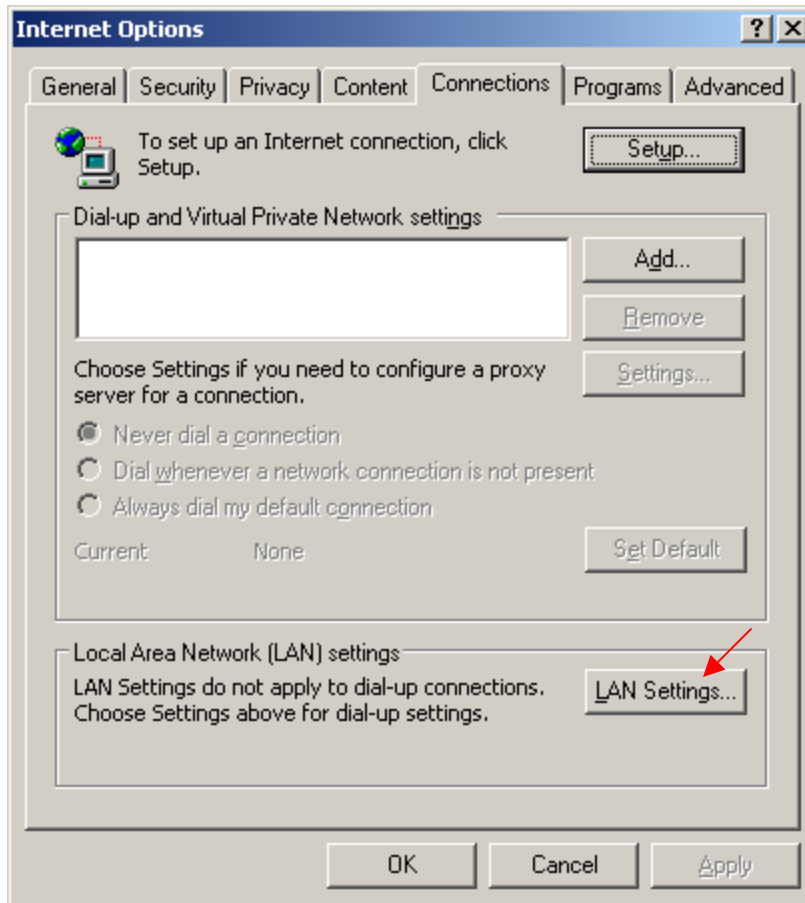 Internet Options
?
General Security Privacy Content Connections Programs Advanced
To set up an Internet connection, click
Setup.
Setup...
Dial-up and Virtual Private Network settings
Add...
Remove
Choose Settings if you need to configure a proxy
server for a connection.
Settings...
Never dial a connection
Dial whenever a network connection is not present
Always dial my default connection
Current None
Set Default
Local Area Network (LAN) settings
LAN Settings do not apply to dial-up connections.
Choose Settings above for dial-up settings.
LAN Settings...
OK Cancel Apply